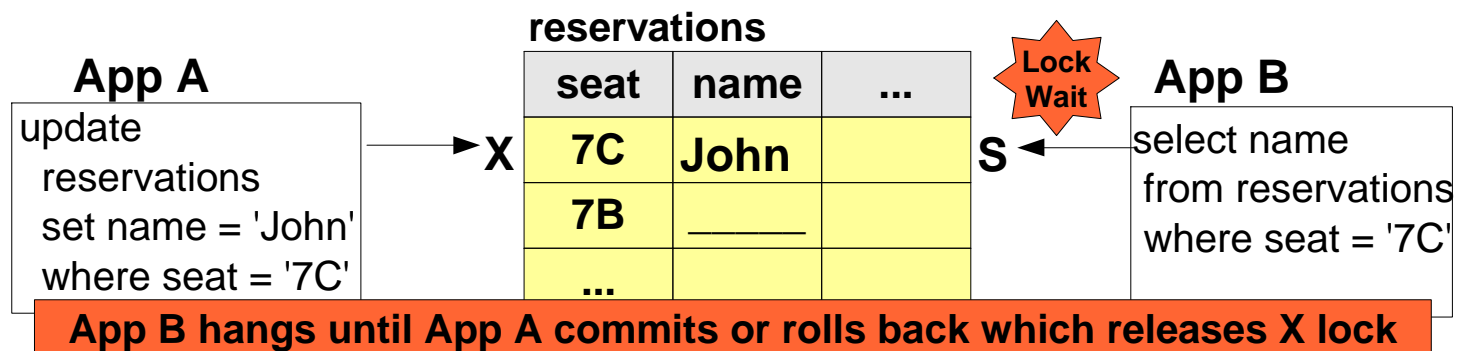 reservations
App A
update
reservations
set name = 'John'
where seat = '7C'
X
seat name ...
7C John
7B _____
...
S
Lock
Wait
App B
select name
from reservations
where seat = '7C'
App B hangs until App A commits or rolls back which releases X lock